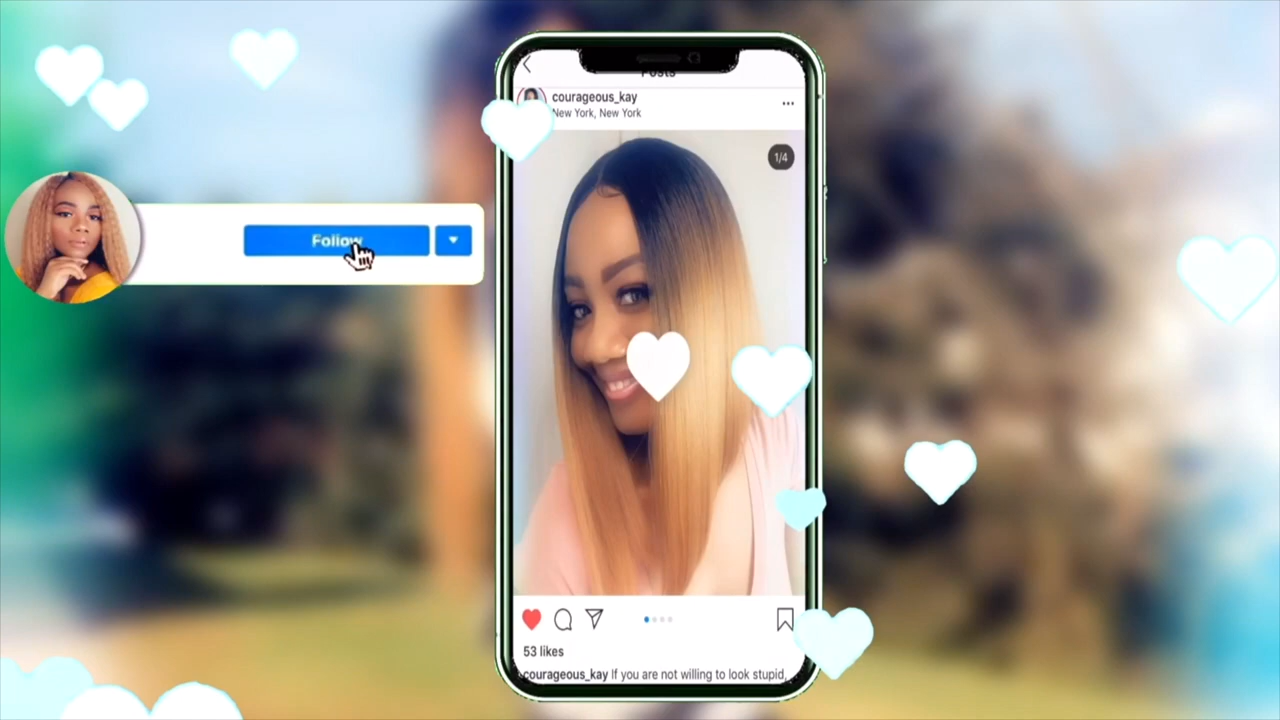 Posts
courageous_kay
New York, New York
1/4
Follow
53 likes
courageous_kay If you are not willing to look stupid,